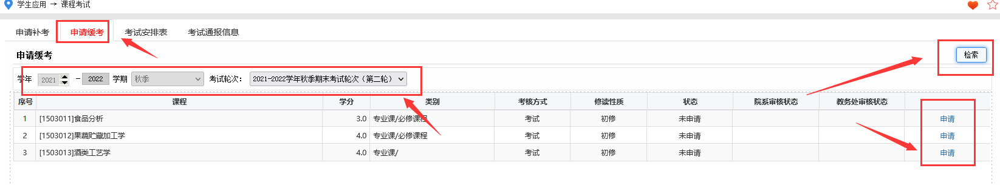 学生应用 → 课程考试
申请补考 申请缓考 考试安排表 考试通报信息
申请缓考 检索
学年 2021 - 2022 学期 秋季 考试轮次： 2021-2022学年秋季期末考试轮次（第二轮）
序号 课程 学分 类别 考核方式 修读性质 状态 院系审核状态 教务处审核状态
1 [1503011]食品分析 3.0 专业课/必修课程 考试 初修 未申请 申请
2 [1503012]果蔬贮藏加工学 4.0 专业课/必修课程 考试 初修 未申请 申请
3 [1503013]酒类工艺学 4.0 专业课/ 考试 初修 未申请 申请